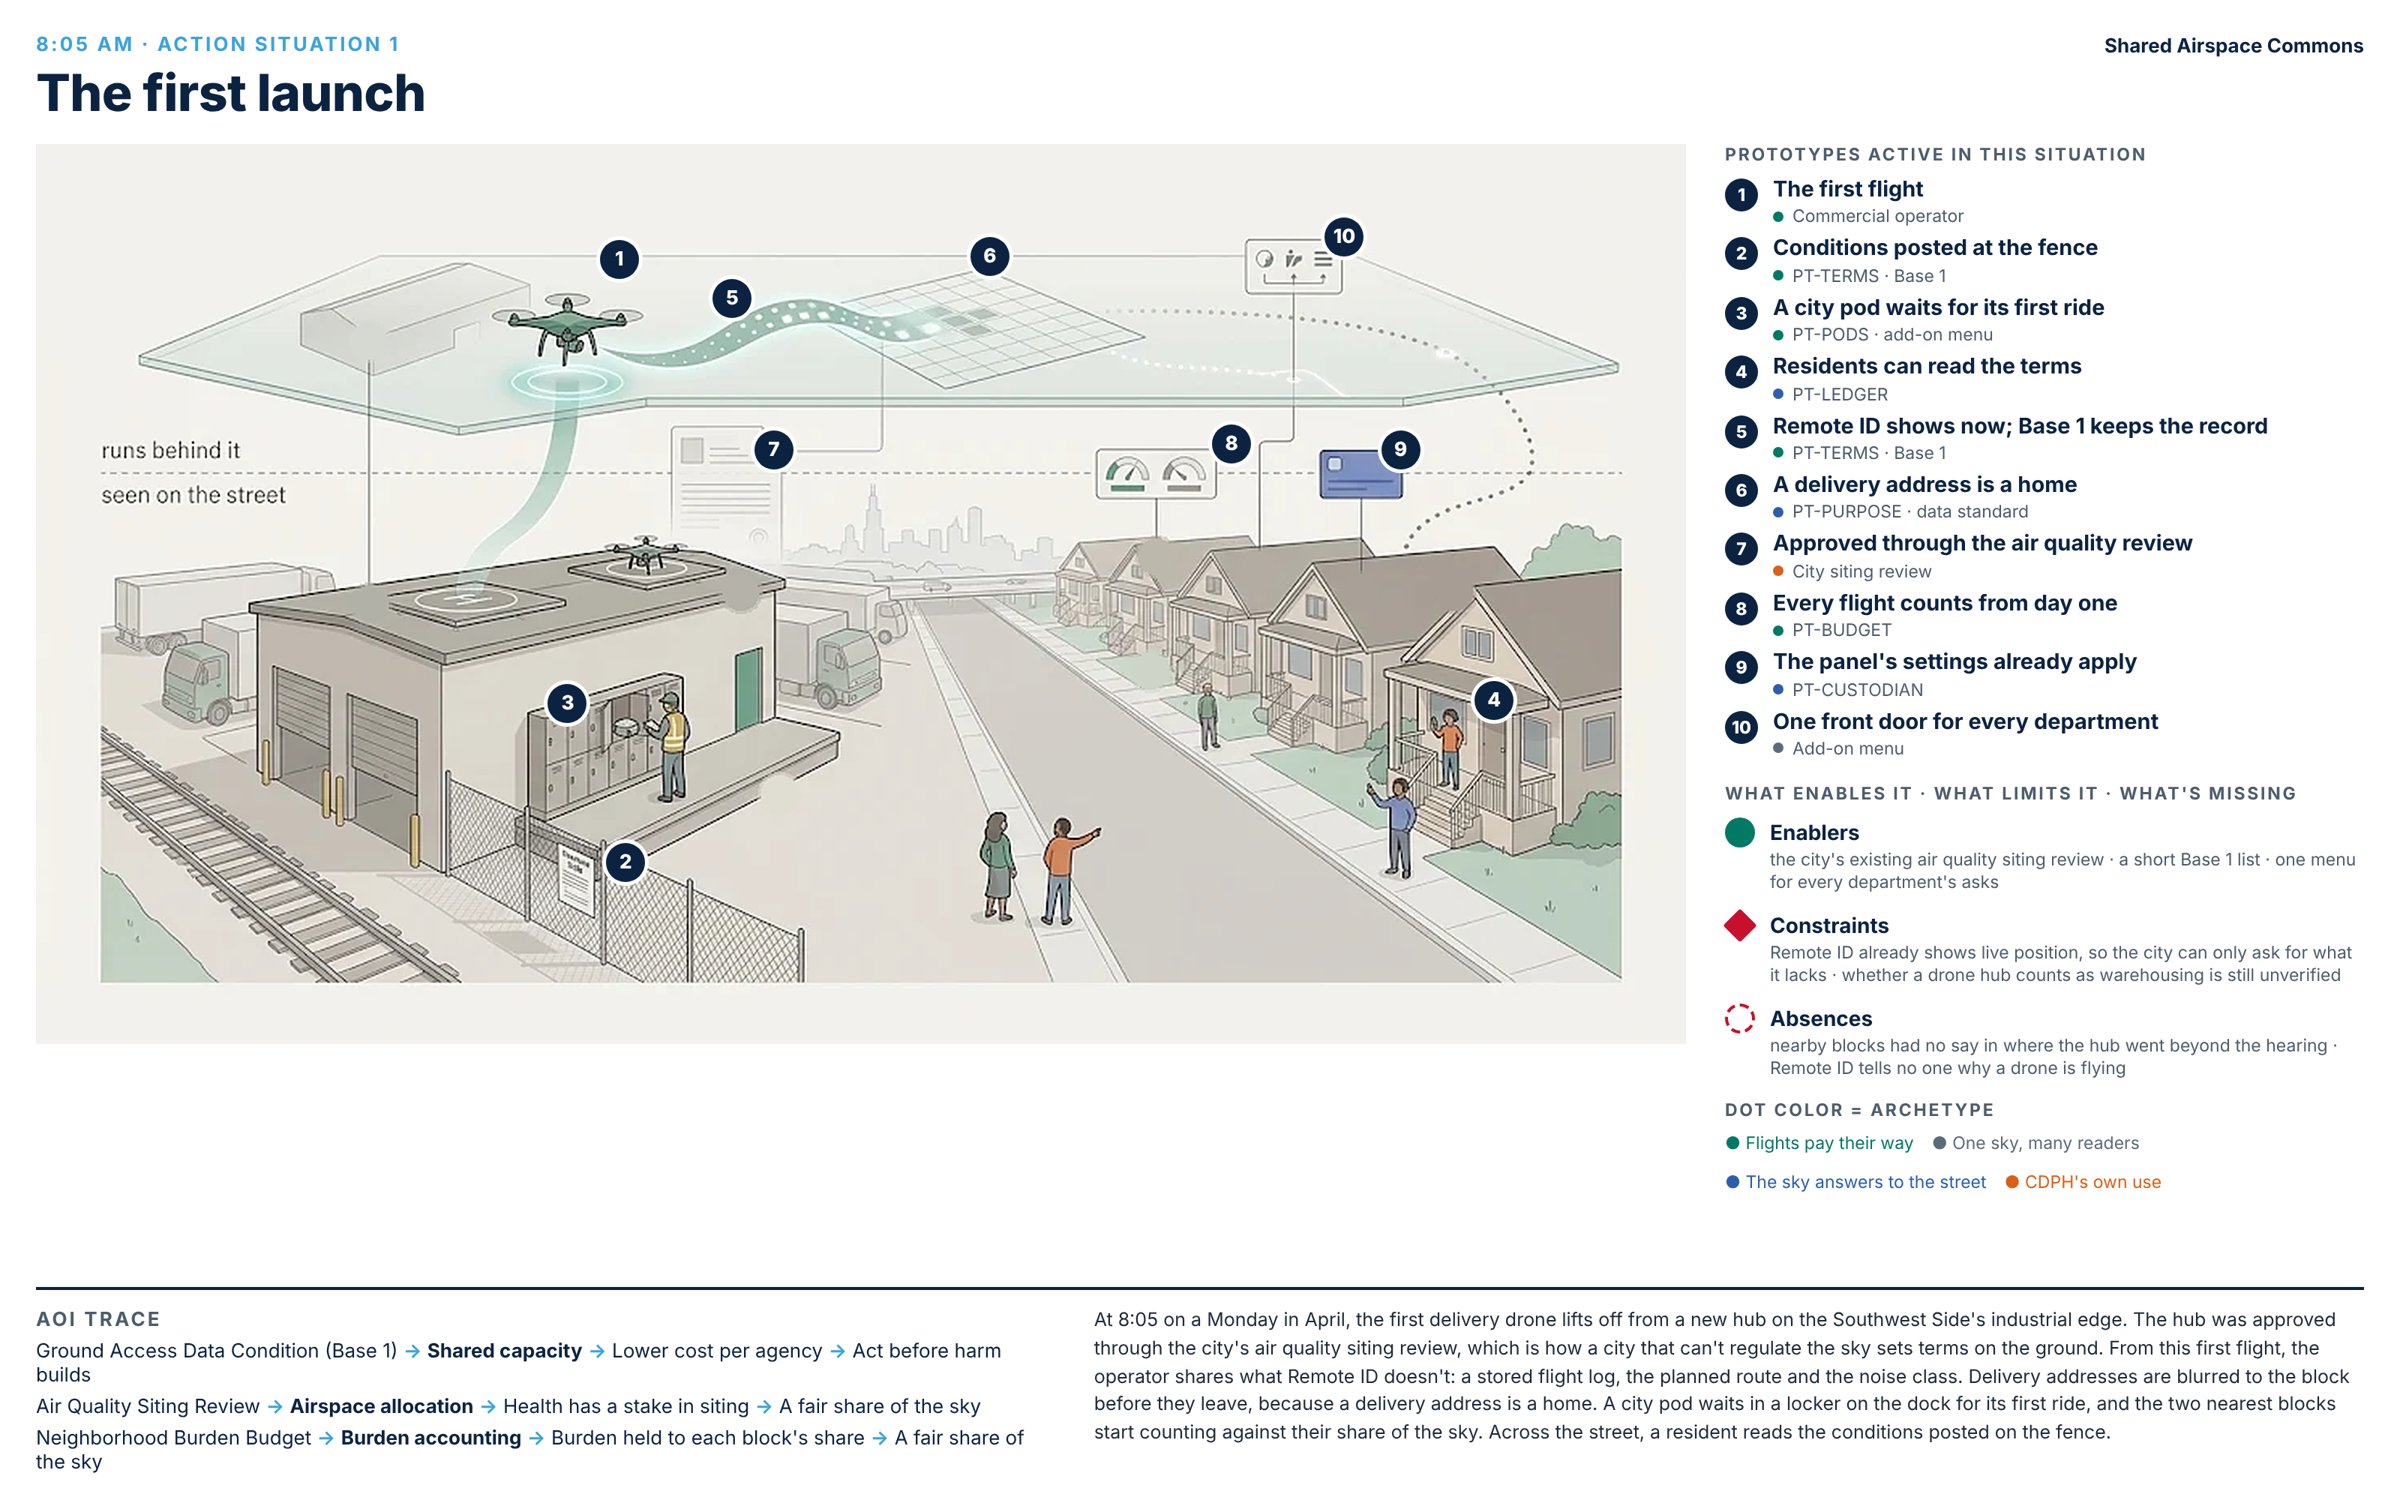 8:05 AM · ACTION SITUATION 1
Shared Airspace Commons
The first launch
1
5
6
10
runs behind it
seen on the street
7
8
9
3
4
2
PROTOTYPES ACTIVE IN THIS SITUATION
1 The first flight
Commercial operator
2 Conditions posted at the fence
PT-TERMS · Base 1
3 A city pod waits for its first ride
PT-PODS · add-on menu
4 Residents can read the terms
PT-LEDGER
5 Remote ID shows now; Base 1 keeps the record
PT-TERMS · Base 1
6 A delivery address is a home
PT-PURPOSE · data standard
7 Approved through the air quality review
City siting review
8 Every flight counts from day one
PT-BUDGET
9 The panel's settings already apply
PT-CUSTODIAN
10 One front door for every department
Add-on menu
WHAT ENABLES IT · WHAT LIMITS IT · WHAT'S MISSING
Enablers
the city's existing air quality siting review · a short Base 1 list · one menu
for every department's asks
Constraints
Remote ID already shows live position, so the city can only ask for what
it lacks · whether a drone hub counts as warehousing is still unverified
Absences
nearby blocks had no say in where the hub went beyond the hearing ·
Remote ID tells no one why a drone is flying
DOT COLOR = ARCHETYPE
Flights pay their way One sky, many readers
The sky answers to the street CDPH's own use
AOI TRACE
Ground Access Data Condition (Base 1) → Shared capacity → Lower cost per agency → Act before harm
builds
Air Quality Siting Review → Airspace allocation → Health has a stake in siting → A fair share of the sky
Neighborhood Burden Budget → Burden accounting → Burden held to each block's share → A fair share of
the sky
At 8:05 on a Monday in April, the first delivery drone lifts off from a new hub on the Southwest Side's industrial edge. The hub was approved
through the city's air quality siting review, which is how a city that can't regulate the sky sets terms on the ground. From this first flight, the
operator shares what Remote ID doesn't: a stored flight log, the planned route and the noise class. Delivery addresses are blurred to the block
before they leave, because a delivery address is a home. A city pod waits in a locker on the dock for its first ride, and the two nearest blocks
start counting against their share of the sky. Across the street, a resident reads the conditions posted on the fence.